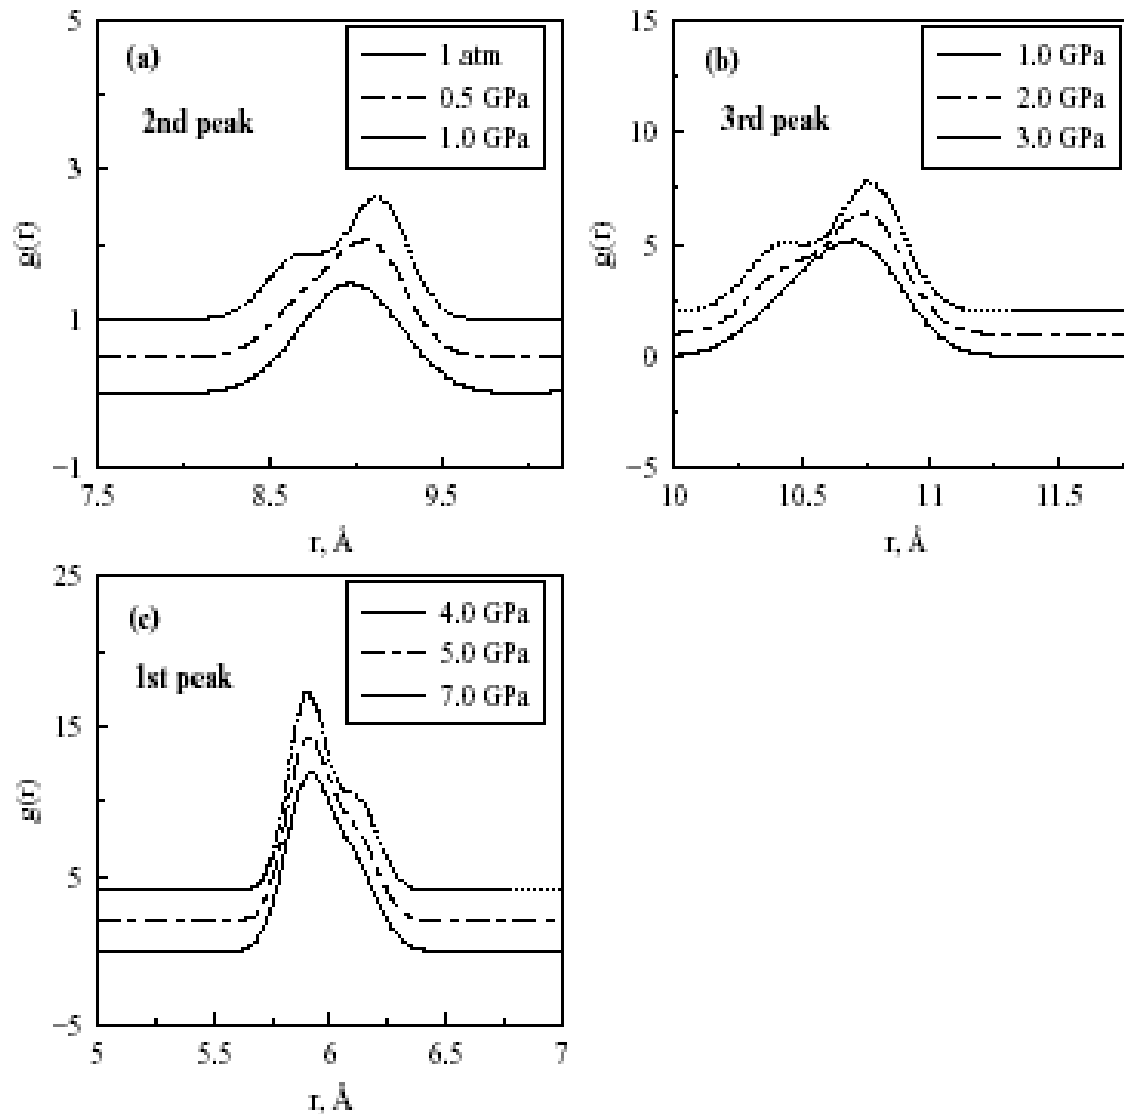 5
(a)
1 atm
0.5 GPa
1.0 GPa
2nd peak
3
g(r)
1
−1
7.5
8.5
9.5
r, Å
15
(b)
1.0 GPa
2.0 GPa
3.0 GPa
3rd peak
10
5
g(r)
0
−5
10
10.5
11
11.5
r, Å
25
(c)
4.0 GPa
5.0 GPa
7.0 GPa
1st peak
15
g(r)
5
−5
5
5.5
6
6.5
7
r, Å